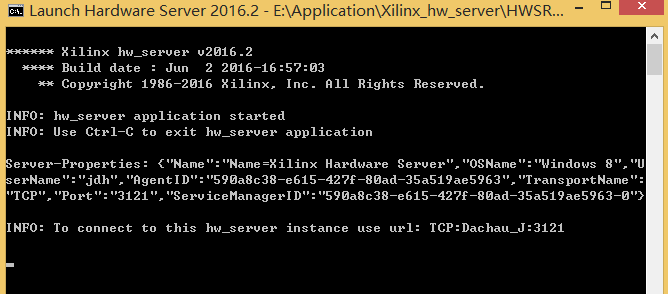 Launch Hardware Server 2016.2 - E:\Application\Xilinx_hw_server\HWSR...
****** Xilinx hw_server v2016.2
**** Build date : Jun  2 2016-16:57:03
** Copyright 1986-2016 Xilinx, Inc. All Rights Reserved.
INFO: hw_server application started
INFO: Use Ctrl-C to exit hw_server application
Server-Properties: {"Name":"Name=Xilinx Hardware Server","OSName":"Windows 8","U
serName":"jdh","AgentID":"590a8c38-e615-427f-80ad-35a519ae5963","TransportName":
"TCP","Port":"3121","ServiceManagerID":"590a8c38-e615-427f-80ad-35a519ae5963-0"}
INFO: To connect to this hw_server instance use url: TCP:Dachau_J:3121